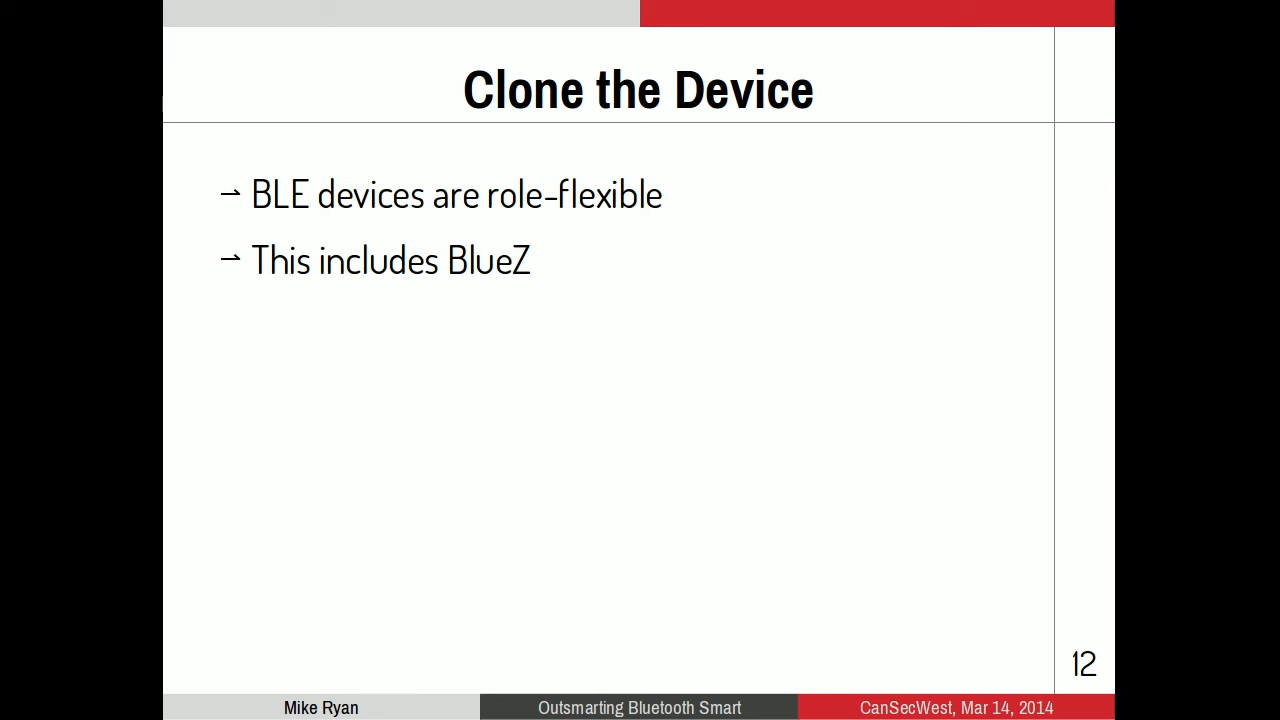 Clone the Device
⇀ BLE devices are role-flexible
⇀ This includes BlueZ
12
Mike Ryan
Outsmarting Bluetooth Smart
CanSecWest, Mar 14, 2014